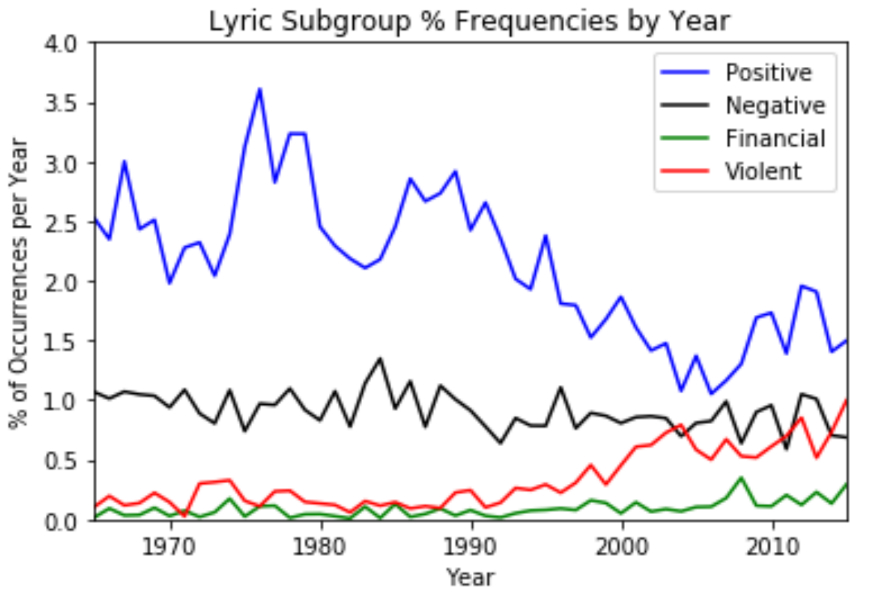 Lyric Subgroup % Frequencies by Year
4.0
3.5
3.0
2.5
2.0
1.5
1.0
0.5
0.0
% of Occurrences per Year
Positive
Negative
Financial
Violent
1970 1980 1990 2000 2010
Year